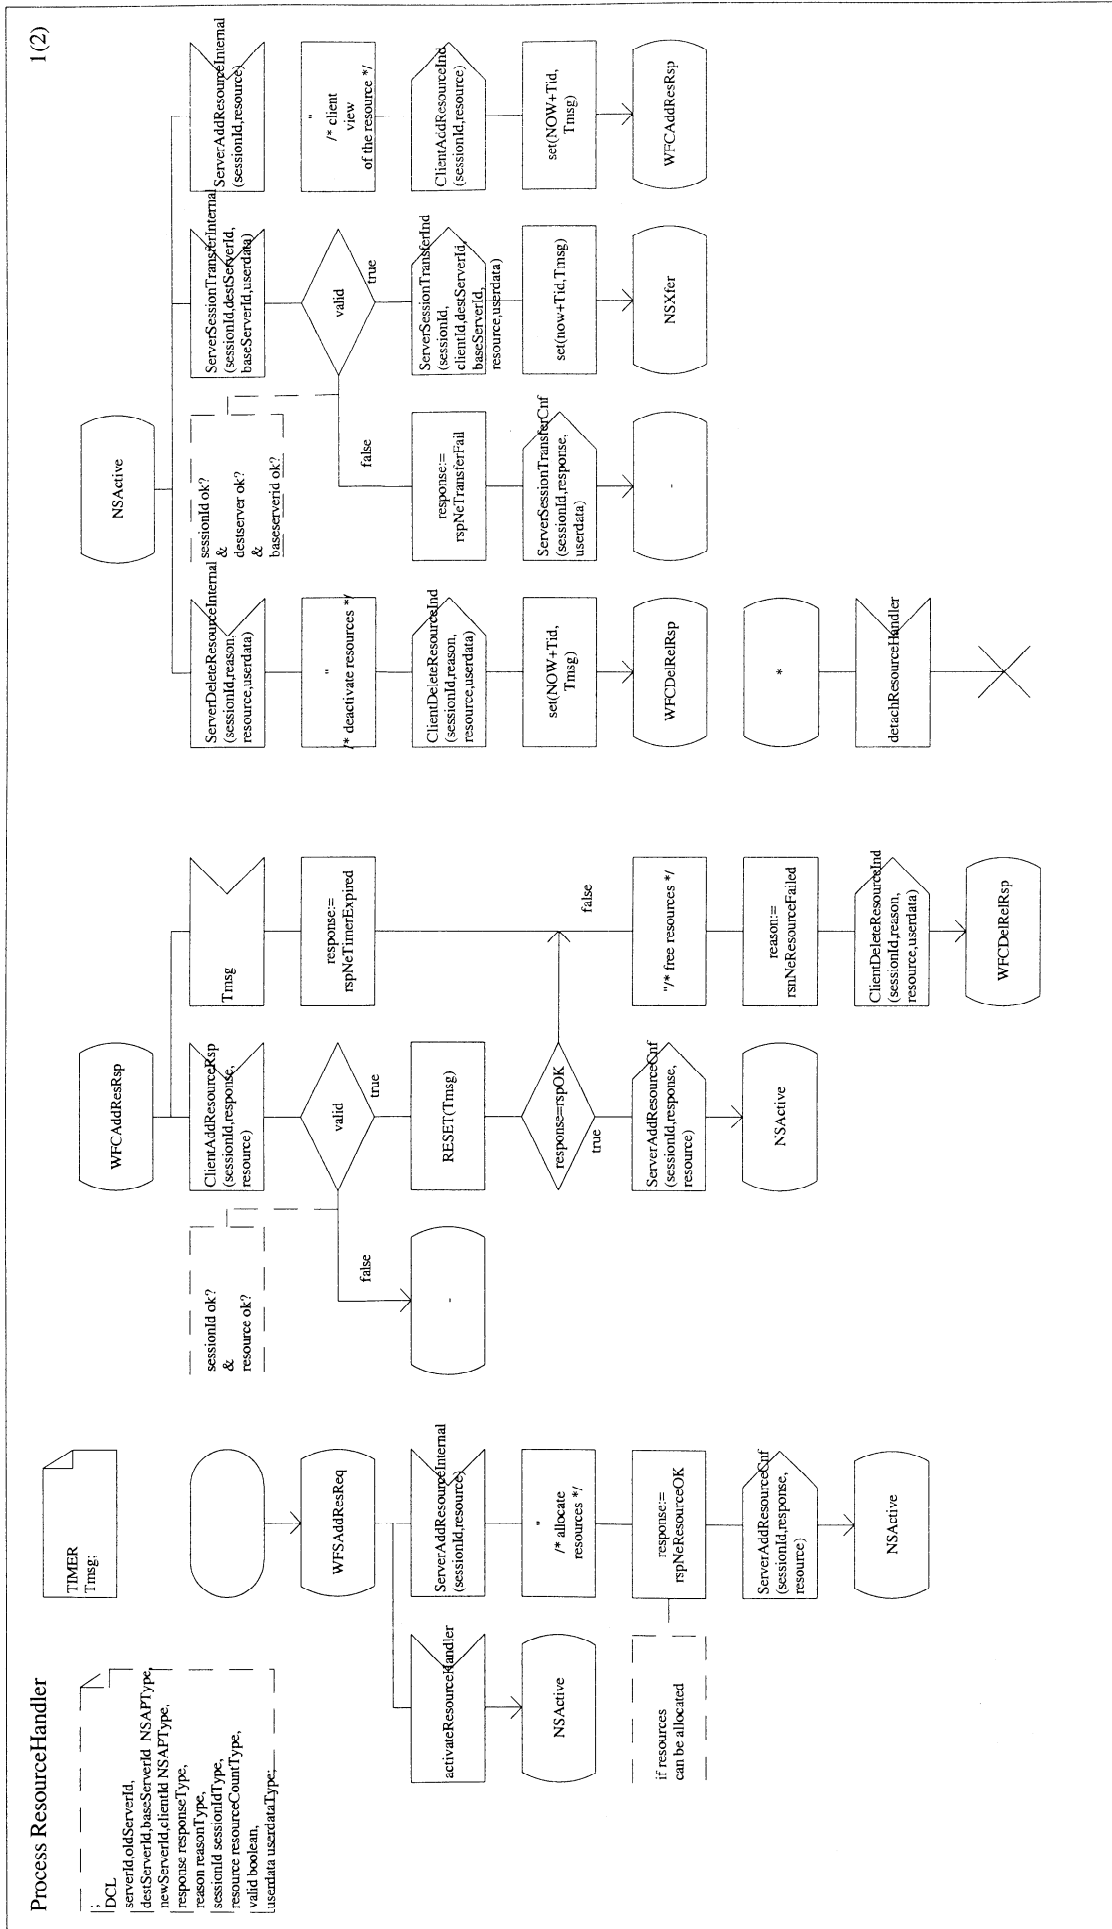 Process ResourceHandler
1(2)
;
DCL
serverId,oldServerId,
destServerId,baseServerId NSAPType,
newServerId,clientId NSAPType,
response responseType,
reason reasonType,
sessionId sessionIdType,
resource resourceCountType,
valid boolean,
userdata userdataType;
TIMER
Tmsg;
WFSAddResReq
activateResourceHandler
NSActive
ServerAddResourceInternal
(sessionId,resource)
"
/* allocate
resources */
if resources
can be allocated
response:=
rspNeResourceOK
ServerAddResourceCnf
(sessionId,response,
resource)
NSActive
WFCAddResRsp
sessionId ok?
&
resource ok?
ClientAddResourceRsp
(sessionId,response,
resource)
valid
false
true
-
RESET(Tmsg)
response=rspOK
true
false
ServerAddResourceCnf
(sessionId,response,
resource)
NSActive
Tmsg
response:=
rspNeTimerExpired
"/* free resources */
reason:=
rsnNeResourceFailed
ClientDeleteResourceInd
(sessionId,reason,
resource,userdata)
WFCDelRelRsp
NSActive
ServerDeleteResourceInternal
(sessionId,reason,
resource,userdata)
"
/* deactivate resources */
ClientDeleteResourceInd
(sessionId,reason,
resource,userdata)
set(NOW+Tid,
Tmsg)
WFCDelRelRsp
*
detachResourceHandler
sessionId ok?
&
destserver ok?
&
baseserverid ok?
ServerSessionTransferInternal
(sessionId,destServerId,
baseServerId,userdata)
valid
false
true
response:=
rspNeTransferFail
ServerSessionTransferCnf
(sessionId,response,
userdata)
-
ServerSessionTransferInd
(sessionId,
clientId,destServerId,
baseServerId,
resource,userdata)
set(now+Tid,Tmsg)
NSXfer
ServerAddResourceInternal
(sessionId,resource)
"
/* client
view
of the resource */
ClientAddResourceInd
(sessionId,resource)
set(NOW+Tid,
Tmsg)
WFCAddResRsp